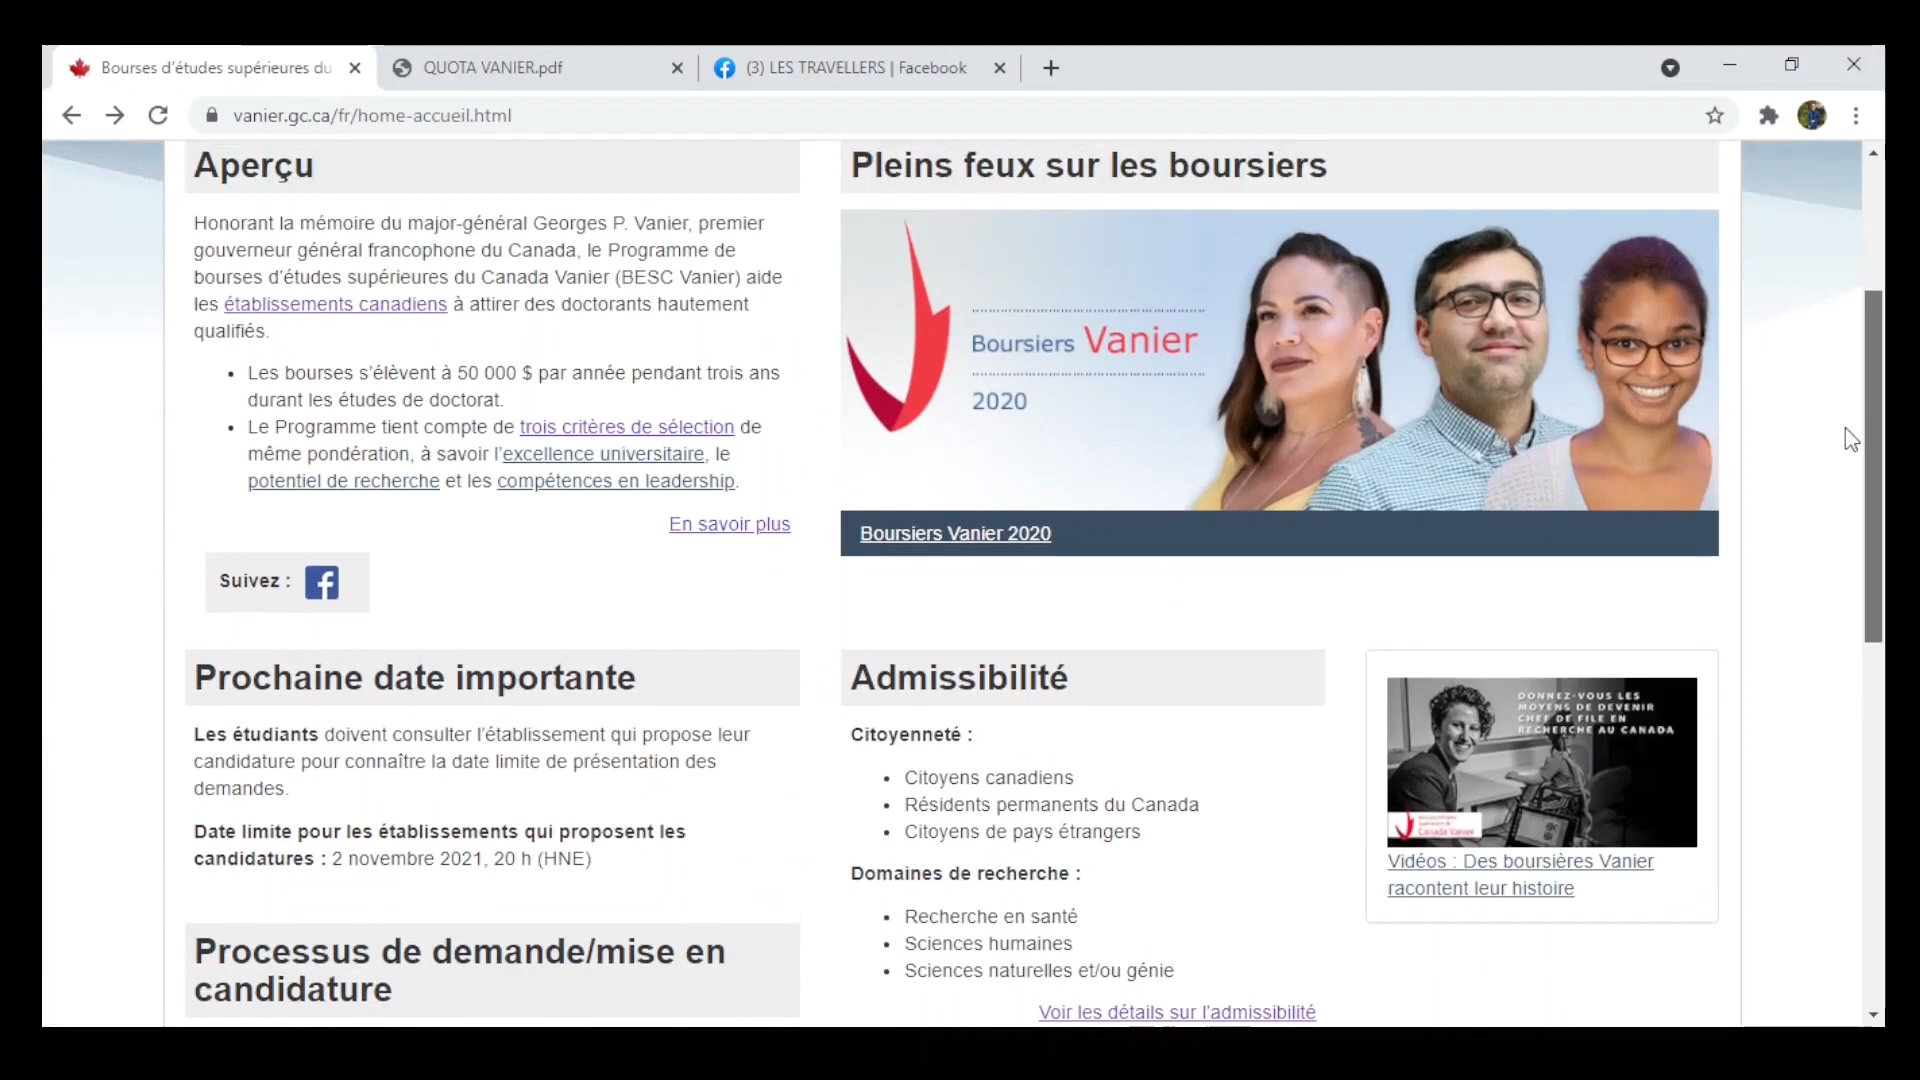 Bourses d'études supérieures du
QUOTA VANIER.pdf
(3) LES TRAVELLERS | Facebook
vanier.gc.ca/fr/home-accueil.html
Aperçu
Honorant la mémoire du major-général Georges P. Vanier, premier
gouverneur général francophone du Canada, le Programme de
bourses d'études supérieures du Canada Vanier (BESC Vanier) aide
les établissements canadiens à attirer des doctorants hautement
qualifiés.
• Les bourses s'élèvent à 50 000 $ par année pendant trois ans
durant les études de doctorat.
• Le Programme tient compte de trois critères de sélection de
même pondération, à savoir l'excellence universitaire, le
potentiel de recherche et les compétences en leadership.
En savoir plus
Suivez :
Pleins feux sur les boursiers
Boursiers Vanier
2020
Boursiers Vanier 2020
Prochaine date importante
Les étudiants doivent consulter l'établissement qui propose leur
candidature pour connaître la date limite de présentation des
demandes.
Date limite pour les établissements qui proposent les
candidatures : 2 novembre 2021, 20 h (HNE)
Processus de demande/mise en
candidature
Admissibilité
Citoyenneté :
• Citoyens canadiens
• Résidents permanents du Canada
• Citoyens de pays étrangers
Domaines de recherche :
• Recherche en santé
• Sciences humaines
• Sciences naturelles et/ou génie
Voir les détails sur l'admissibilité
DONNEZ-VOUS LES
MOYENS DE DEVENIR
CHEF DE FILE EN
RECHERCHE AU CANADA
Canada Vanier
Vidéos : Des boursières Vanier
racontent leur histoire